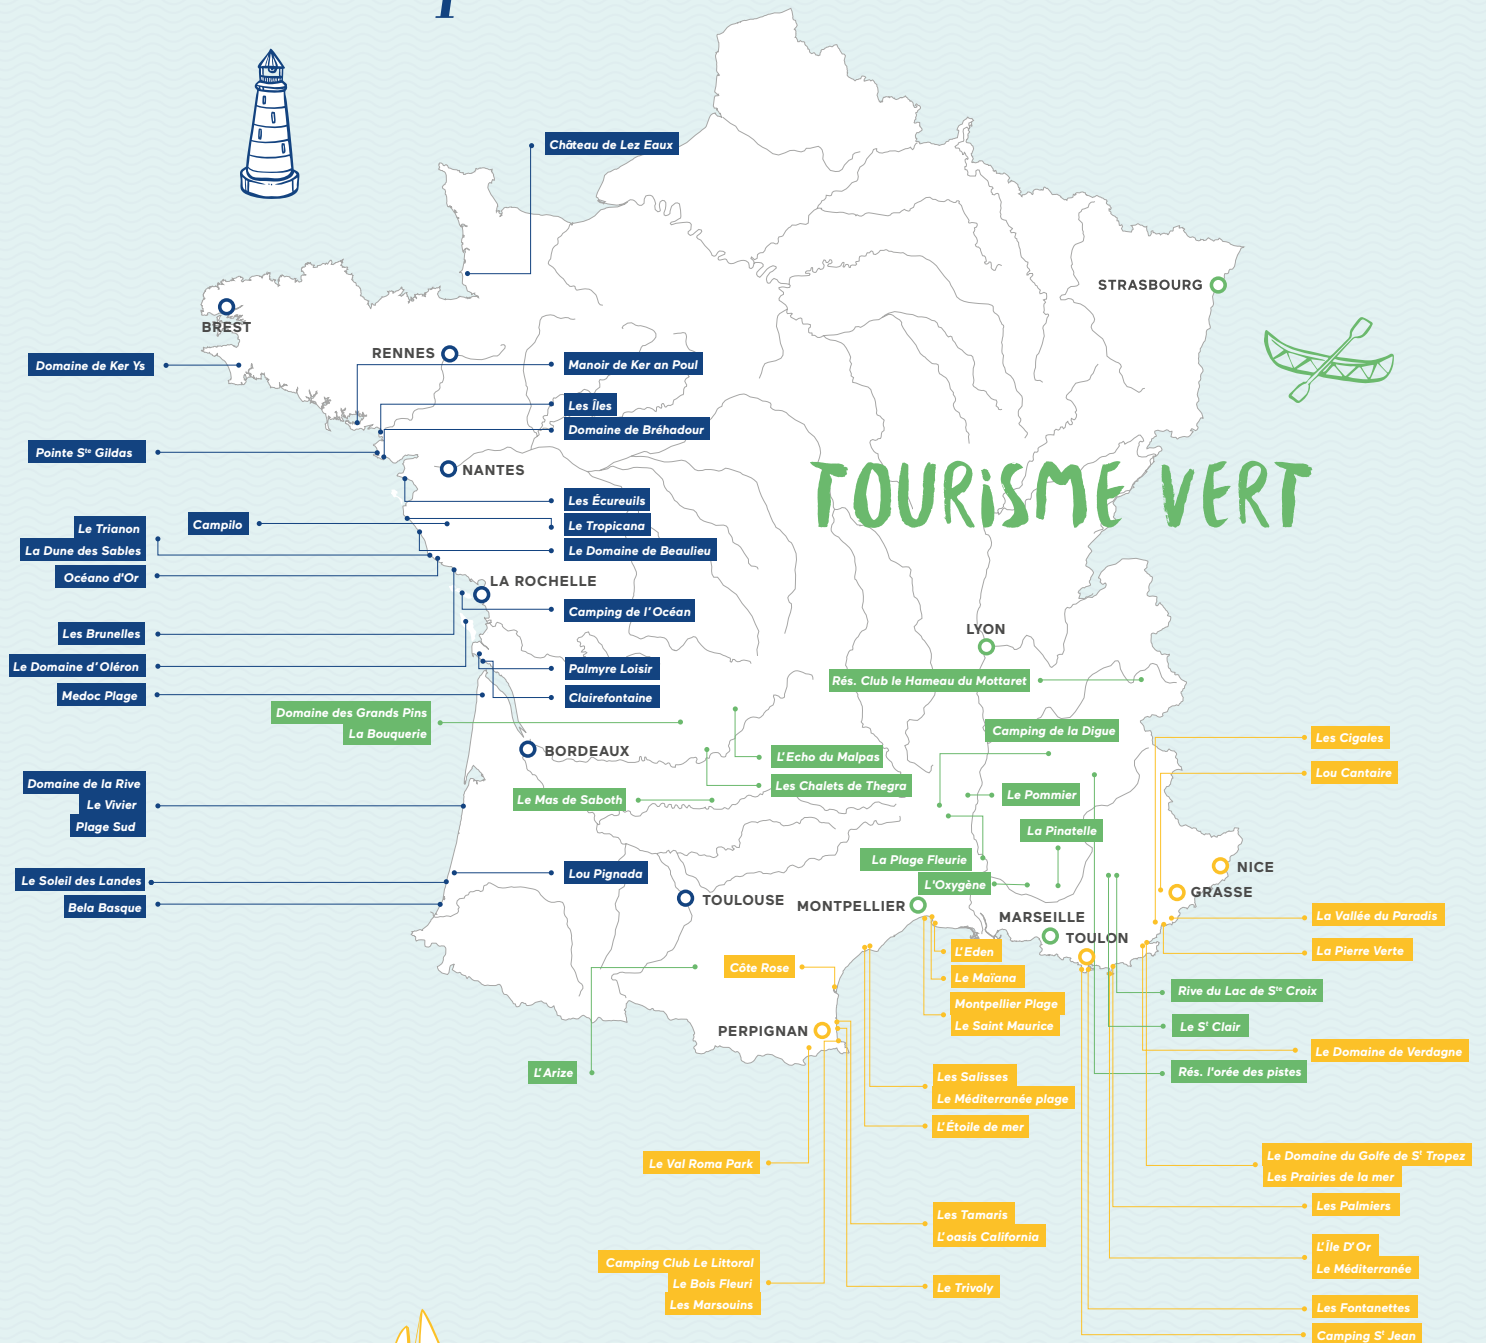 Château de Lez Eaux
STRASBOURG
BREST
RENNES
Domaine de Ker Ys
Manoir de Ker an Poul
Les Îles
Domaine de Bréhadour
Pointe Ste Gildas
NANTES
TOURiSME VERT
Les Écureuils
Campilo
Le Tropicana
Le Trianon
La Dune des Sables
Le Domaine de Beaulieu
Océano d'Or
LA ROCHELLE
Camping de l'Océan
Les Brunelles
LYON
Le Domaine d'Oléron
Palmyre Loisir
Rés. Club le Hameau du Mottaret
Medoc Plage
Clairefontaine
Domaine des Grands Pins
La Bouquerie
Camping de la Digue
Les Cigales
BORDEAUX
L'Echo du Malpas
Lou Cantaire
Domaine de la Rive
Le Vivier
Plage Sud
Les Chalets de Thegra
Le Mas de Saboth
Le Pommier
La Pinatelle
La Plage Fleurie
NICE
Lou Pignada
Le Soleil des Landes
L'Oxygène
GRASSE
Bela Basque
TOULOUSE
MONTPELLIER
MARSEILLE
La Vallée du Paradis
TOULON
L'Eden
La Pierre Verte
Côte Rose
Le Maïana
Rive du Lac de Ste Croix
Montpellier Plage
Le Saint Maurice
Le St Clair
PERPIGNAN
Le Domaine de Verdagne
L'Arize
Rés. l'orée des pistes
Les Salisses
Le Méditerranée plage
L'Étoile de mer
Le Val Roma Park
Le Domaine du Golfe de St Tropez
Les Prairies de la mer
Les Palmiers
Les Tamaris
L'oasis California
L'Île D'Or
Le Méditerranée
Camping Club Le Littoral
Le Bois Fleuri
Les Marsouins
Le Trivoly
Les Fontanettes
Camping St Jean